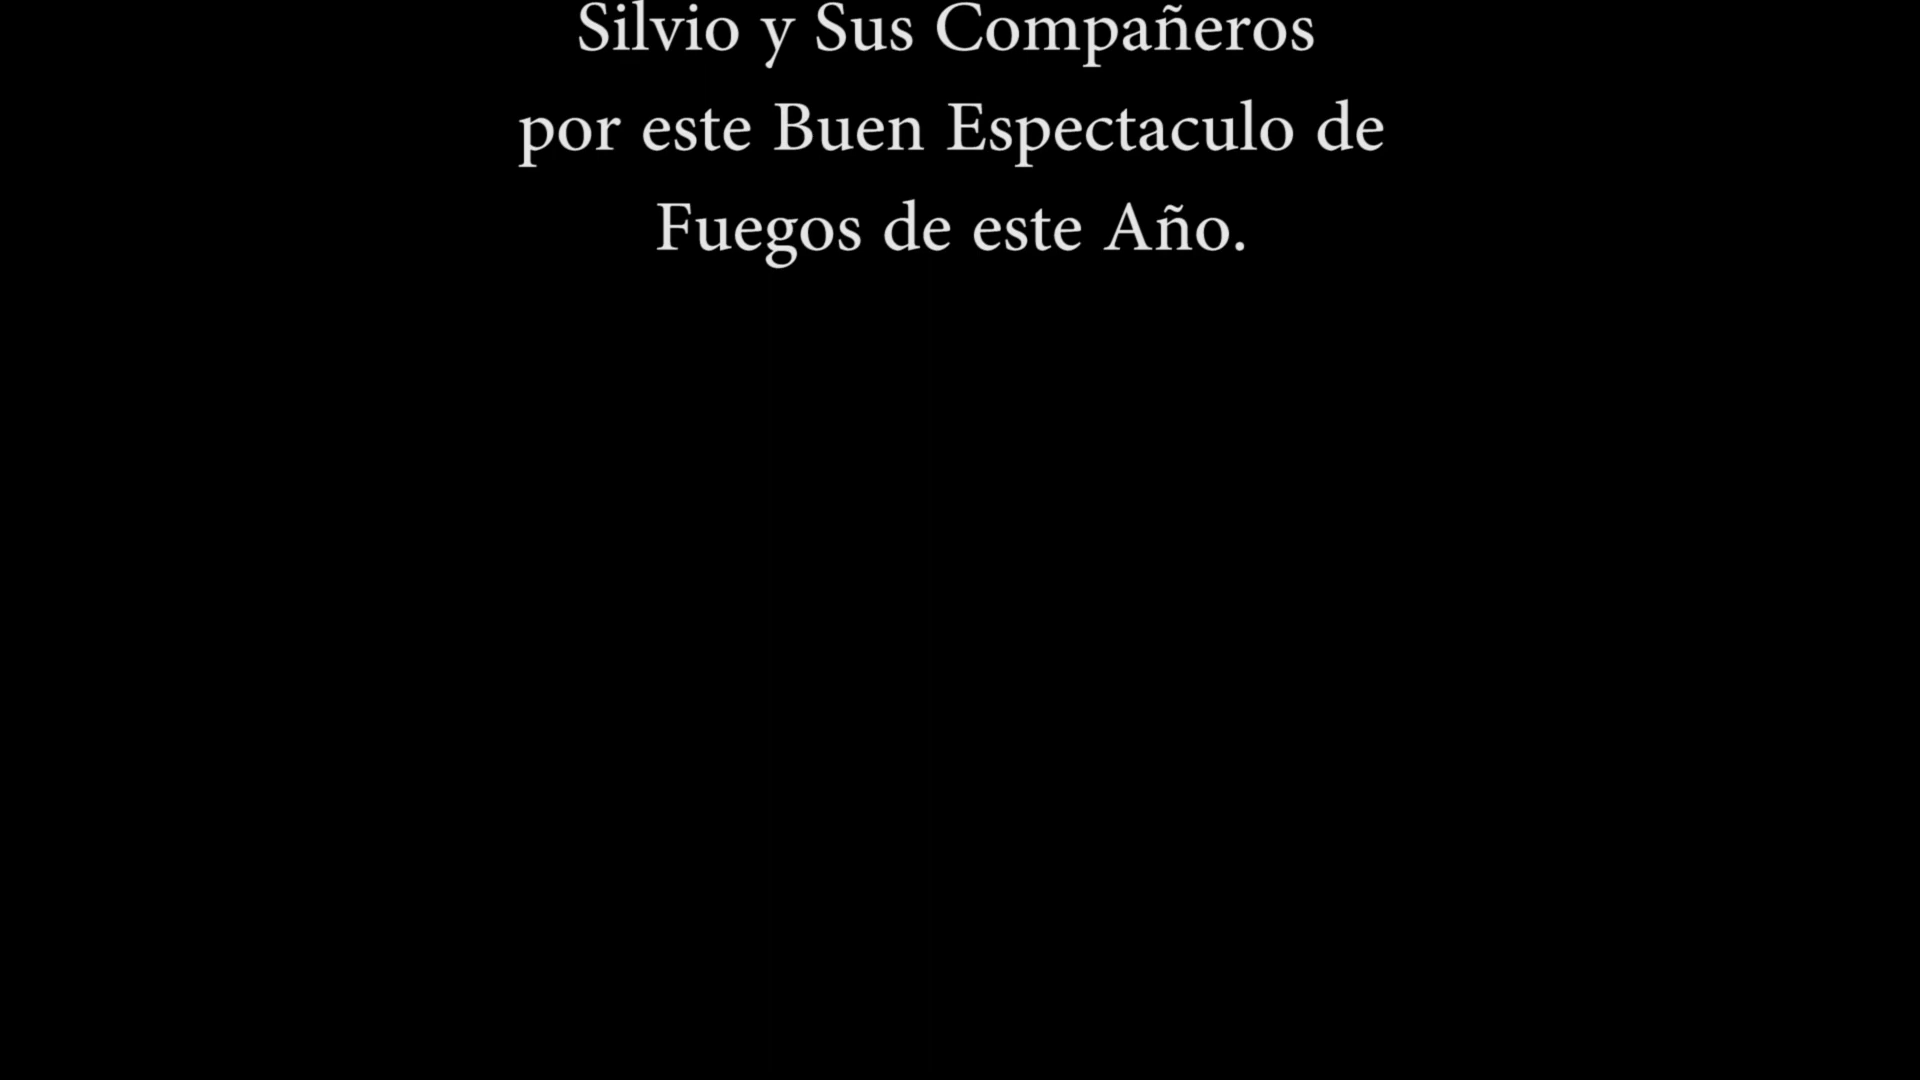 Silvio y Sus Compañeros
por este Buen Espectaculo de
Fuegos de este Año.